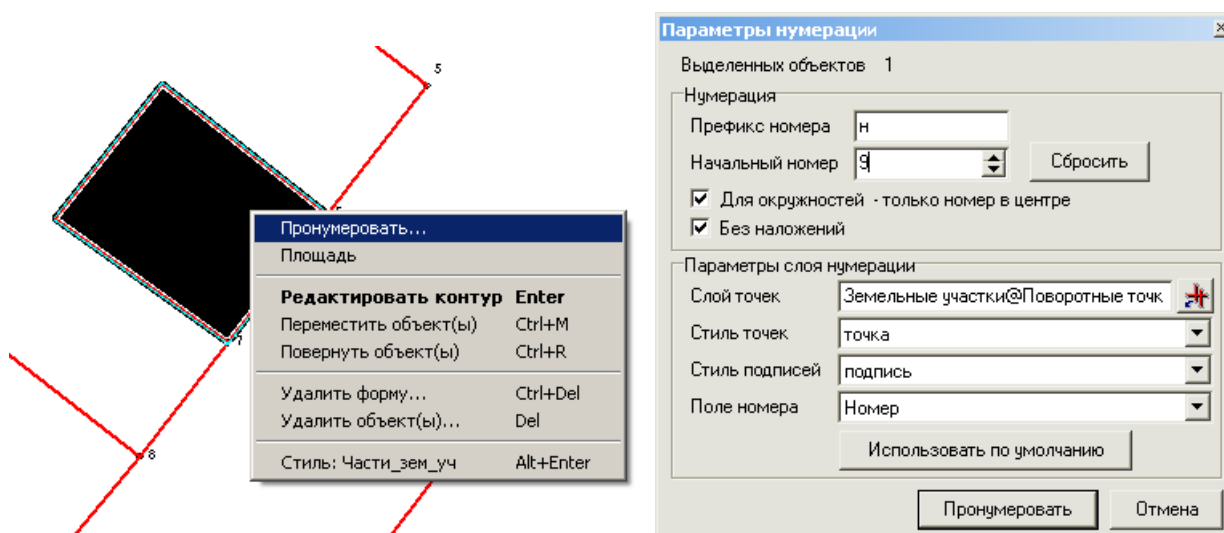 5
6
Пронумеровать...
Площадь
Редактировать контур Enter
Переместить объект(ы) Ctrl+M
Повернуть объект(ы) Ctrl+R
Удалить форму... Ctrl+Del
Удалить объект(ы)... Del
Стиль: Части_зем_уч Alt+Enter
7
8
Параметры нумерации
Выделенных объектов 1
Нумерация
Префикс номера н
Начальный номер 9 Сбросить
Для окружностей - только номер в центре
Без наложений
Параметры слоя нумерации
Слой точек Земельные участки@Поворотные точк
Стиль точек точка
Стиль подписей подпись
Поле номера Номер
Использовать по умолчанию
Пронумеровать Отмена